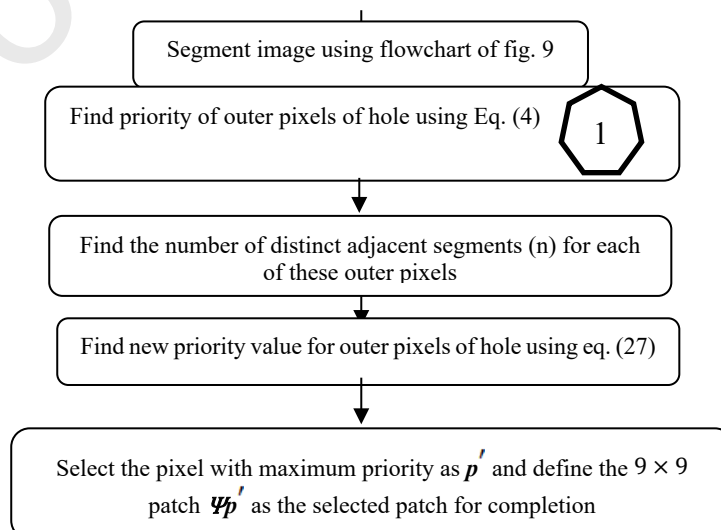 Segment image using flowchart of fig. 9
Find priority of outer pixels of hole using Eq. (4)
1
Find the number of distinct adjacent segments (n) for each
of these outer pixels
Find new priority value for outer pixels of hole using eq. (27)
Select the pixel with maximum priority as p′ and define the 9 × 9
patch Ψp′ as the selected patch for completion